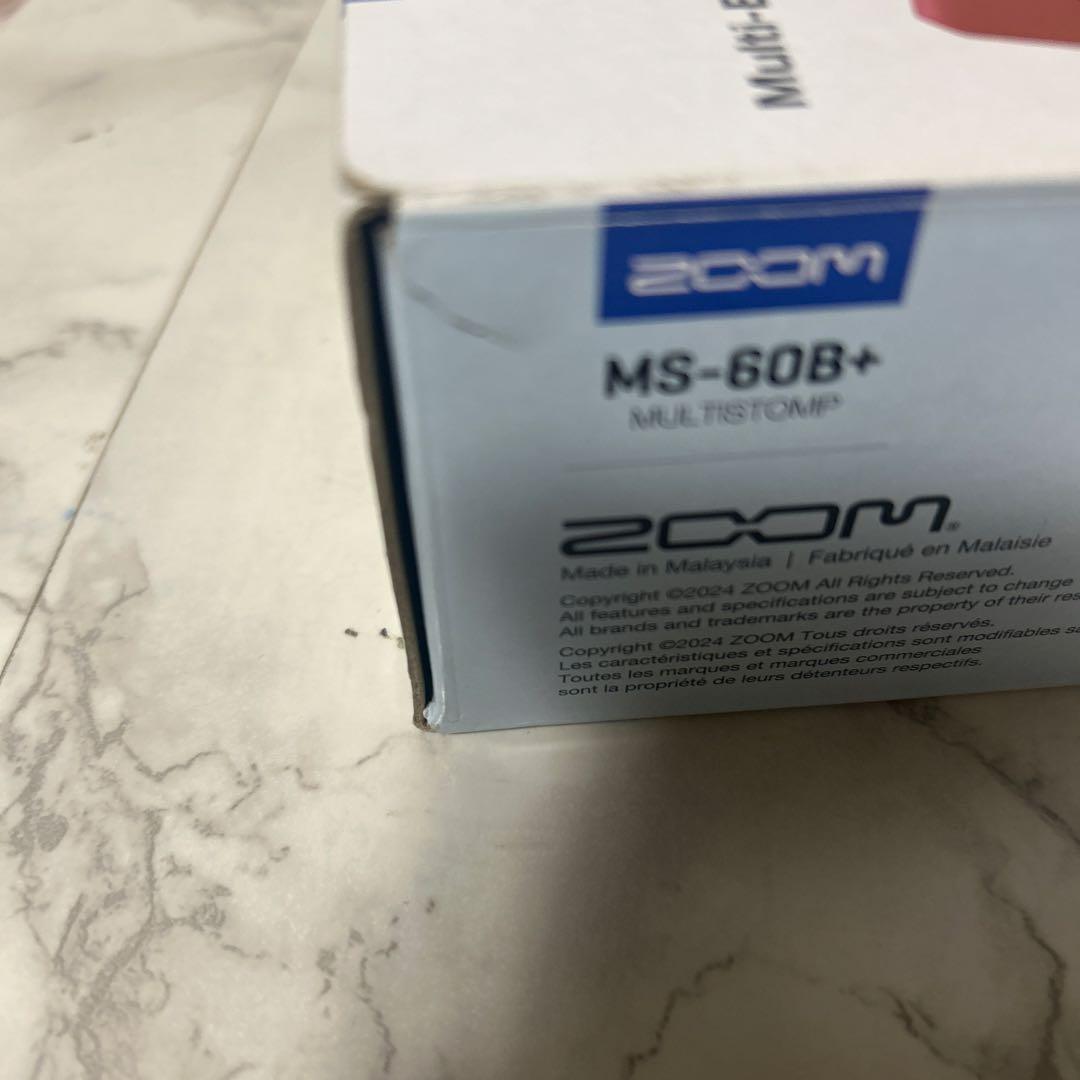 Multi-
ZOOM
MS-60B+
MULTISTOMP
ZOOM®
Made in Malaysia | Fabriqué en Malaisie
Copyright ©2024 ZOOM All Rights Reserved.
All features and specifications are subject to change
All brands and trademarks are the property of their res
Copyright ©2024 ZOOM Tous droits réservés.
Les caractéristiques et spécifications sont modifiables sa
Toutes les marques et marques commerciales
sont la propriété de leurs détenteurs respectifs.